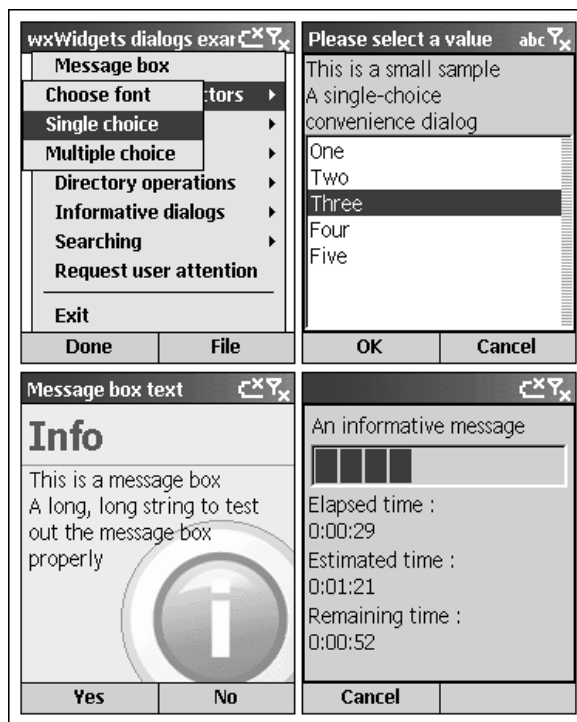 wxWidgets dialogs exar
Message box
Choose font
ctors
Single choice
Multiple choice
Directory operations
Informative dialogs
Searching
Request user attention
Exit
Done File
Please select a value abc
This is a small sample
A single-choice
convenience dialog
One
Two
Three
Four
Five
OK Cancel
Message box text
Info
This is a message box
A long, long string to test
out the message box
properly
Yes No
An informative message
Elapsed time :
0:00:29
Estimated time :
0:01:21
Remaining time :
0:00:52
Cancel